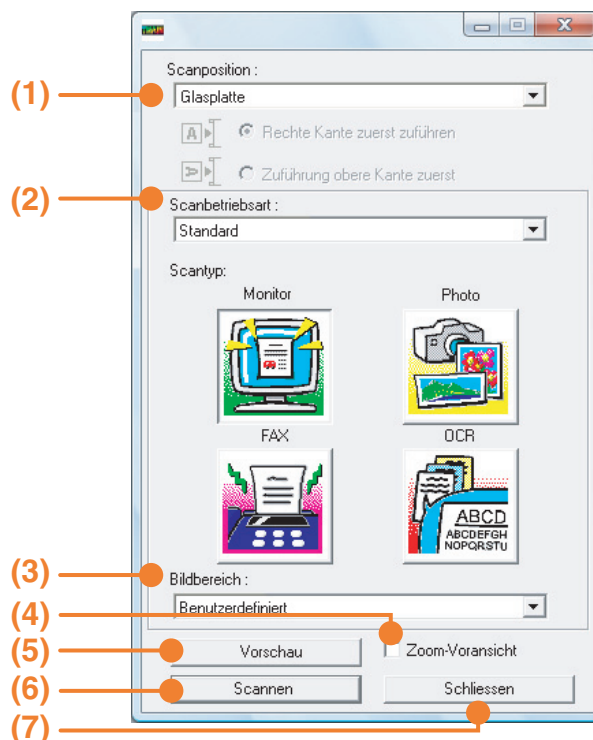 (1)
Scanposition :
Glasplatte
Rechte Kante zuerst zuführen
Zuführung obere Kante zuerst
(2)
Scanbetriebsart :
Standard
Scantyp:
Monitor
Photo
FAX
OCR
ABCD
ABCDEFGH
NOPQRSTU
(3)
Bildbereich :
Benutzerdefiniert
(4)
(5)
Vorschau
Zoom-Voransicht
(6)
Scannen
Schliessen
(7)